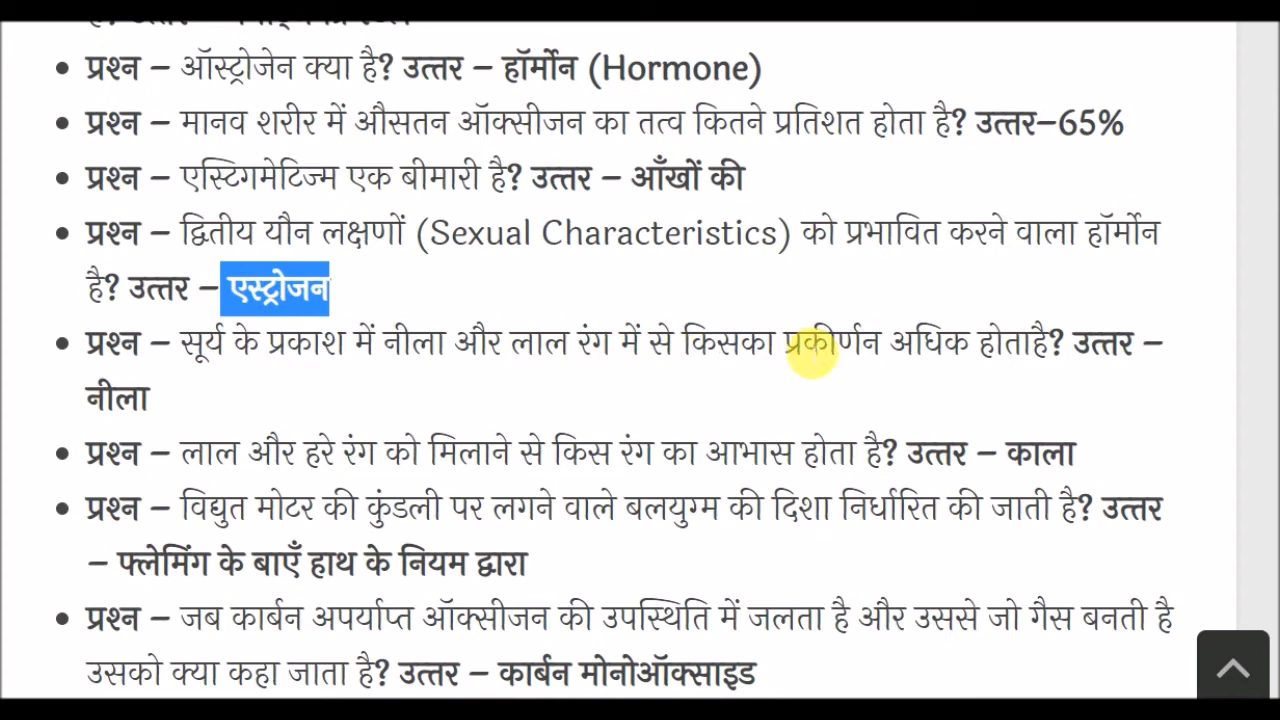 प्रश्न – ऑस्ट्रोजेन क्या है? उत्तर – हॉर्मोन (Hormone)
प्रश्न – मानव शरीर में औसतन ऑक्सीजन का तत्व कितने प्रतिशत होता है? उत्तर–65%
प्रश्न – एस्टिगमेटिज्म एक बीमारी है? उत्तर – आँखों की
प्रश्न – द्वितीय यौन लक्षणों (Sexual Characteristics) को प्रभावित करने वाला हॉर्मोन
है? उत्तर – एस्ट्रोजन
प्रश्न – सूर्य के प्रकाश में नीला और लाल रंग में से किसका प्रकीर्णन अधिक होताहै? उत्तर –
नीला
प्रश्न – लाल और हरे रंग को मिलाने से किस रंग का आभास होता है? उत्तर – काला
प्रश्न – विद्युत मोटर की कुंडली पर लगने वाले बलयुग्म की दिशा निर्धारित की जाती है? उत्तर
– फ्लेमिंग के बाएँ हाथ के नियम द्वारा
प्रश्न – जब कार्बन अपर्याप्त ऑक्सीजन की उपस्थिति में जलता है और उससे जो गैस बनती है
उसको क्या कहा जाता है? उत्तर – कार्बन मोनोऑक्साइड